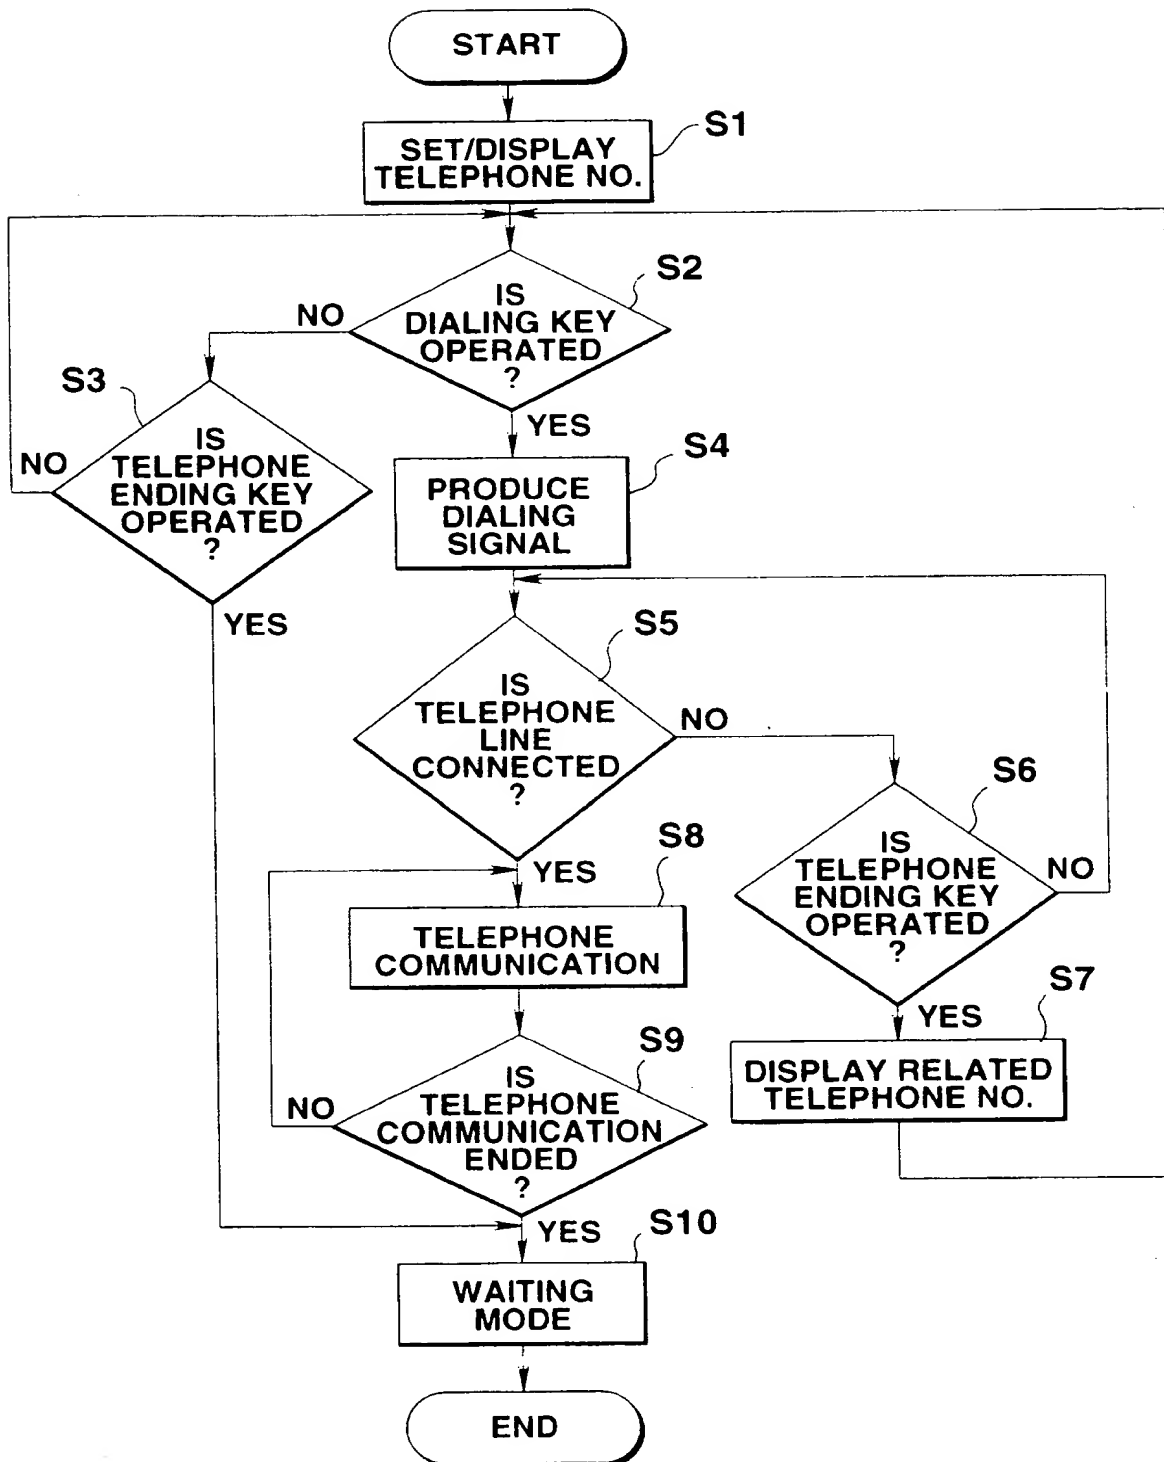 START
S1
SET/DISPLAY
TELEPHONE NO.
S2
IS
DIALING KEY
OPERATED
?
NO
YES
S3
IS
TELEPHONE
ENDING KEY
OPERATED
?
NO
YES
S4
PRODUCE
DIALING
SIGNAL
S5
IS
TELEPHONE
LINE
CONNECTED
?
NO
YES
S6
IS
TELEPHONE
ENDING KEY
OPERATED
?
NO
YES
S7
DISPLAY RELATED
TELEPHONE NO.
S8
TELEPHONE
COMMUNICATION
S9
IS
TELEPHONE
COMMUNICATION
ENDED
?
NO
YES
S10
WAITING
MODE
END